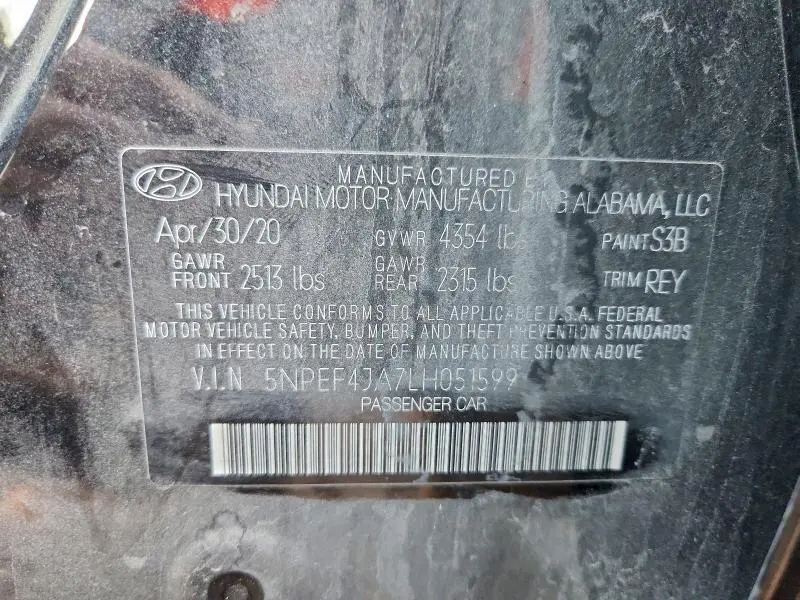 MANUFACTURED BY
HYUNDAI MOTOR MANUFACTURING ALABAMA, LLC
Apr/30/20 GVWR 4354 lbs PAINT S3B
GAWR FRONT 2513 lbs GAWR REAR 2315 lbs TRIM REY
THIS VEHICLE CONFORMS TO ALL APPLICABLE U.S.A. FEDERAL
MOTOR VEHICLE SAFETY, BUMPER, AND THEFT PREVENTION STANDARDS
IN EFFECT ON THE DATE OF MANUFACTURE SHOWN ABOVE
V.I.N 5NPEF4JA7LH051599
PASSENGER CAR